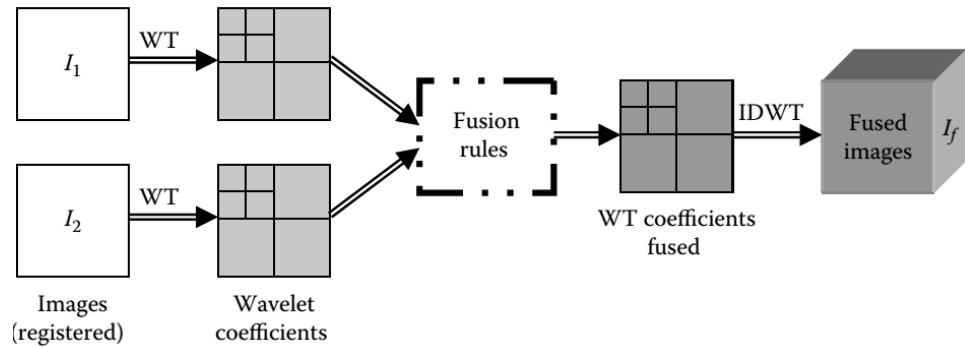 I1
WT
Fusion
rules
IDWT
Fused
images
If
I2
WT
WT coefficients
fused
Images
(registered)
Wavelet
coefficients